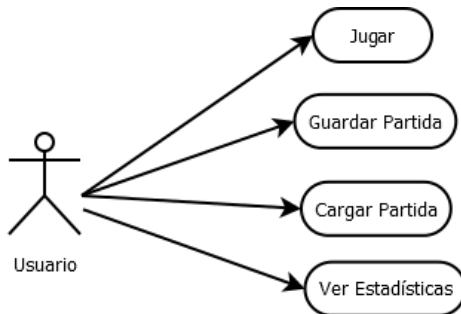 Jugar
Guardar Partida
Cargar Partida
Usuario
Ver Estadísticas